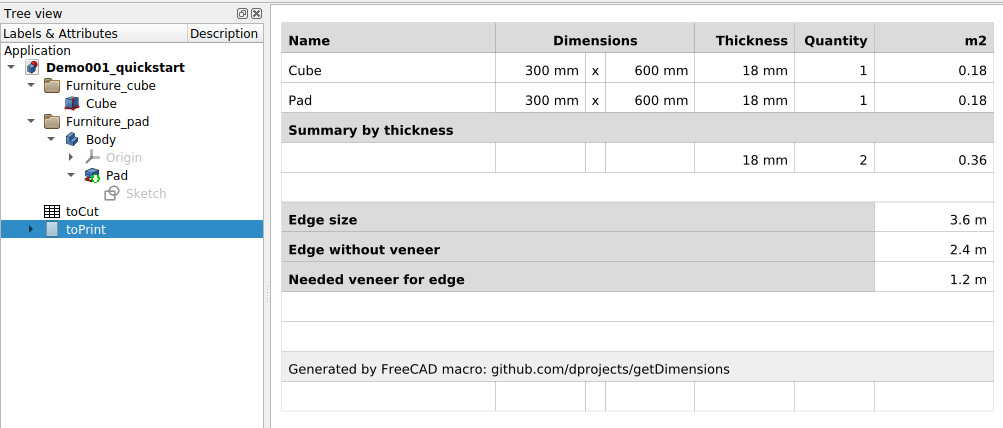 Tree view
Labels & Attributes Description
Application
Demo001_quickstart
Furniture_cube
Cube
Furniture_pad
Body
Origin
Pad
Sketch
toCut
toPrint
Name Dimensions Thickness Quantity m2
Cube 300 mm x 600 mm 18 mm 1 0.18
Pad 300 mm x 600 mm 18 mm 1 0.18
Summary by thickness
18 mm 2 0.36
Edge size 3.6 m
Edge without veneer 2.4 m
Needed veneer for edge 1.2 m
Generated by FreeCAD macro: github.com/dprojects/getDimensions